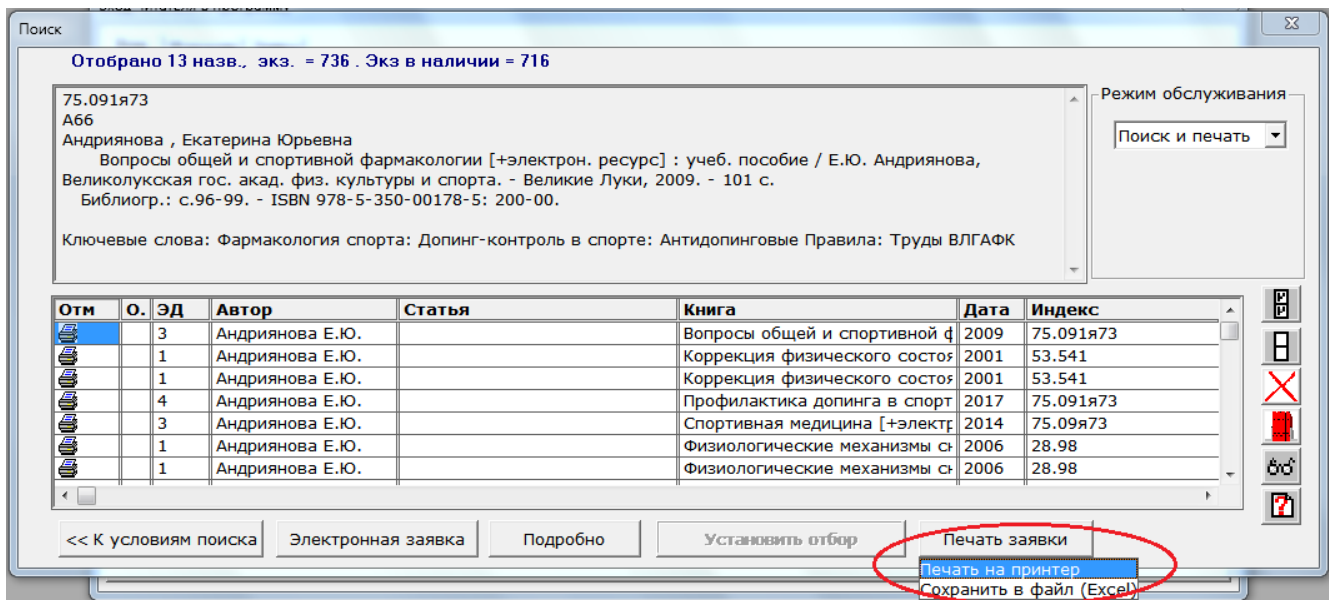 Поиск
Отобрано 13 назв., экз. = 736 . Экз в наличии = 716
75.091я73
А66
Андриянова , Екатерина Юрьевна
Вопросы общей и спортивной фармакологии [+электрон. ресурс] : учеб. пособие / Е.Ю. Андриянова,
Великолукская гос. акад. физ. культуры и спорта. - Великие Луки, 2009. - 101 с.
Библиогр.: с.96-99. - ISBN 978-5-350-00178-5: 200-00.
Ключевые слова: Фармакология спорта: Допинг-контроль в спорте: Антидопинговые Правила: Труды ВЛГАФК
Режим обслуживания
Поиск и печать
Отм О. ЭД Автор Статья Книга Дата Индекс
3 Андриянова Е.Ю. Вопросы общей и спортивной ф 2009 75.091я73
1 Андриянова Е.Ю. Коррекция физического состоя 2001 53.541
1 Андриянова Е.Ю. Коррекция физического состоя 2001 53.541
4 Андриянова Е.Ю. Профилактика допинга в спорт 2017 75.091я73
3 Андриянова Е.Ю. Спортивная медицина [+электр 2014 75.09я73
1 Андриянова Е.Ю. Физиологические механизмы сн 2006 28.98
1 Андриянова Е.Ю. Физиологические механизмы сн 2006 28.98
<< К условиям поиска Электронная заявка Подробно Установить отбор Печать заявки
Печать на принтер
Сохранить в файл (Excel)